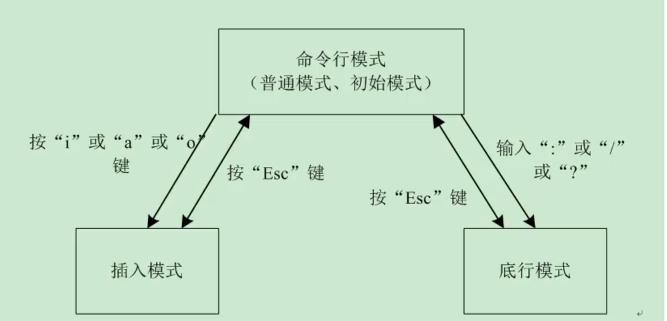 命令行模式
（普通模式、初始模式）
按“i”或“a”或“o”
键
按“Esc”键
输入“:”或“/”
或“?”
按“Esc”键
插入模式
底行模式